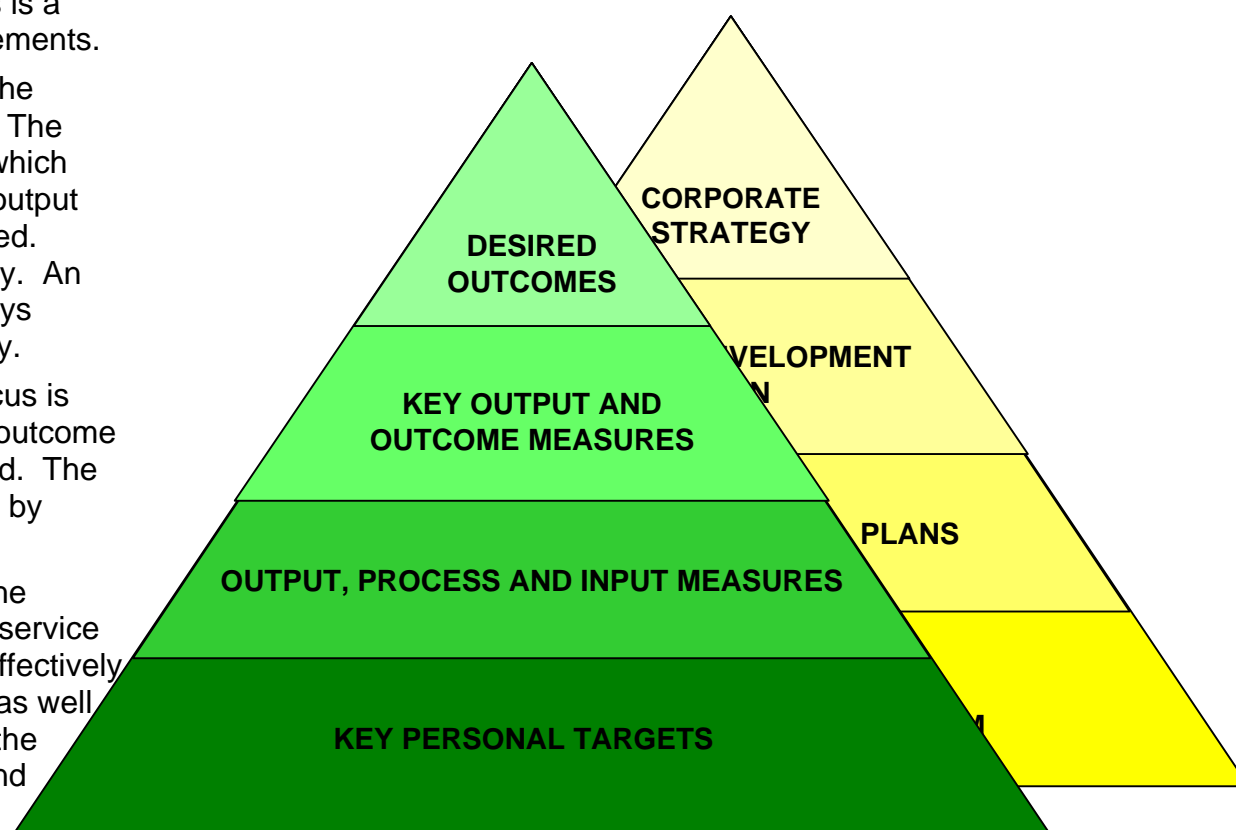 is a
ements.
he
The
which
output
ed.
y. An
ys
y.
cus is
outcome
d. The
by
he
service
ffectively
as well
the
nd
DESIRED
OUTCOMES
KEY OUTPUT AND
OUTCOME MEASURES
OUTPUT, PROCESS AND INPUT MEASURES
KEY PERSONAL TARGETS
CORPORATE
STRATEGY
VELOPMENT
N
PLANS